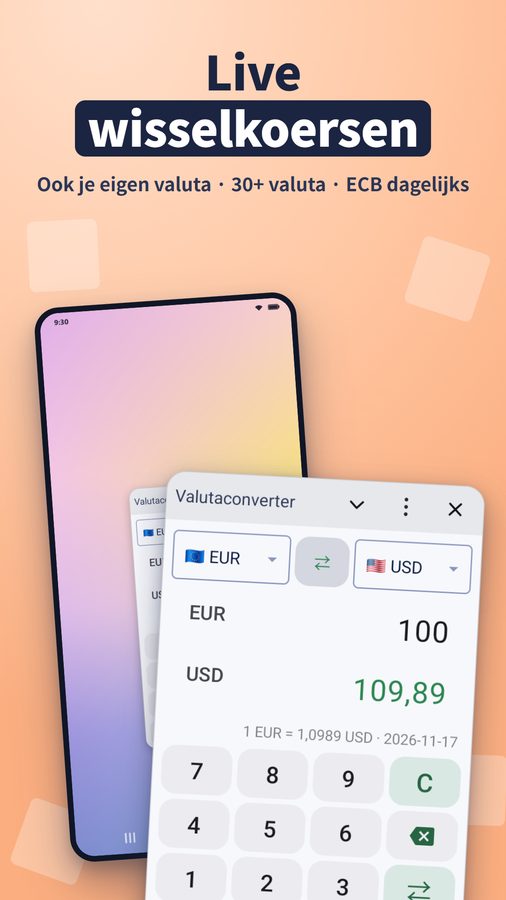 Live
wisselkoersen
Ook je eigen valuta · 30+ valuta · ECB dagelijks
9:30
Valutaconverter
EUR
USD
EUR
100
USD
109,89
1 EUR = 1,0989 USD · 2026-11-17
7 8 9 C
4 5 6
1 2 3